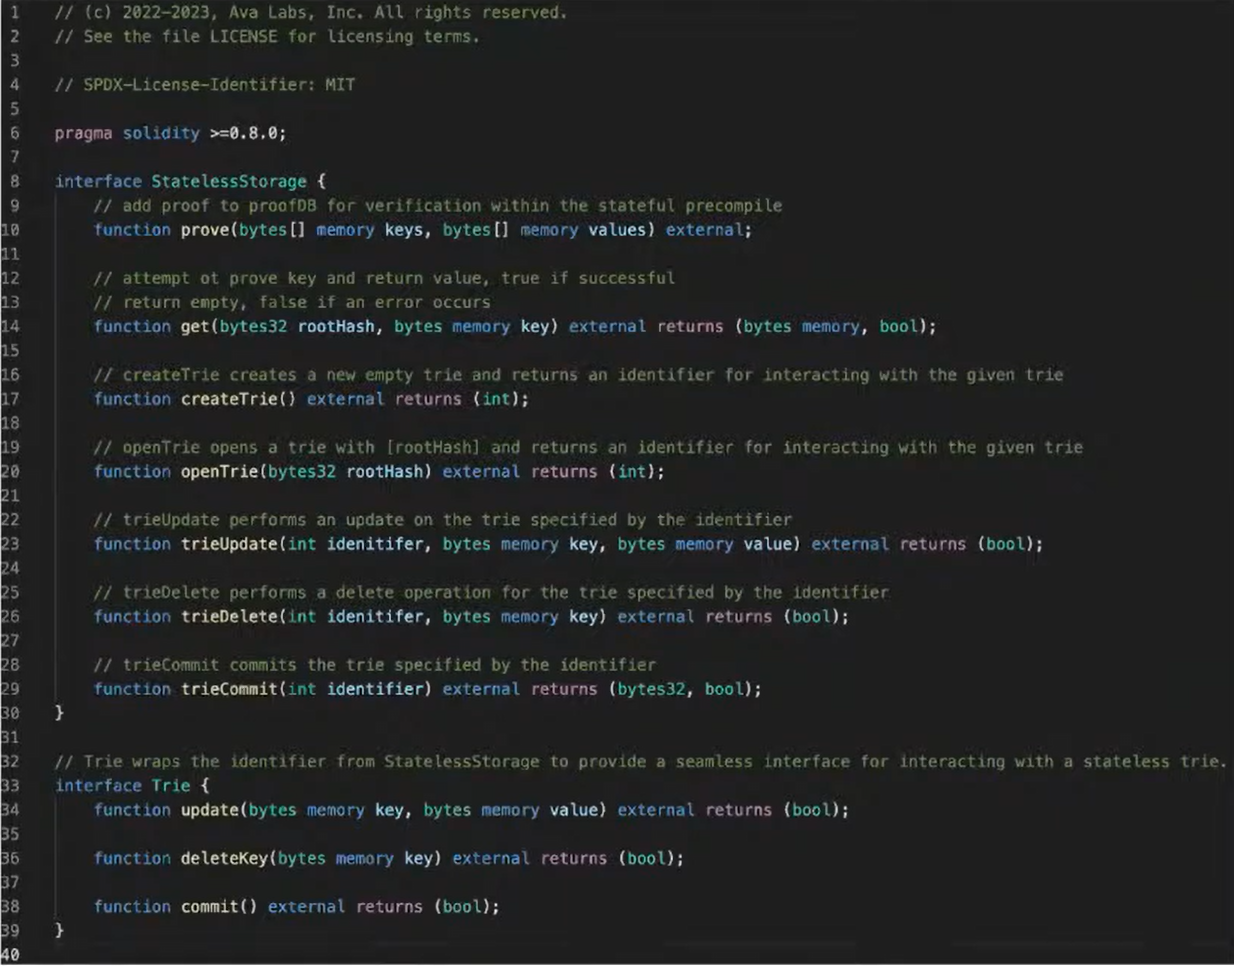 1 // (c) 2022-2023, Ava Labs, Inc. All rights reserved.
2 // See the file LICENSE for licensing terms.
3
4 // SPDX-License-Identifier: MIT
5
6 pragma solidity >=0.8.0;
7
8 interface StatelessStorage {
9 // add proof to proofDB for verification within the stateful precompile
10 function prove(bytes[] memory keys, bytes[] memory values) external;
11
12 // attempt ot prove key and return value, true if successful
13 // return empty, false if an error occurs
14 function get(bytes32 rootHash, bytes memory key) external returns (bytes memory, bool);
15
16 // createTrie creates a new empty trie and returns an identifier for interacting with the given trie
17 function createTrie() external returns (int);
18
19 // openTrie opens a trie with [rootHash] and returns an identifier for interacting with the given trie
20 function openTrie(bytes32 rootHash) external returns (int);
21
22 // trieUpdate performs an update on the trie specified by the identifier
23 function trieUpdate(int idenitifer, bytes memory key, bytes memory value) external returns (bool);
24
25 // trieDelete performs a delete operation for the trie specified by the identifier
26 function trieDelete(int idenitifer, bytes memory key) external returns (bool);
27
28 // trieCommit commits the trie specified by the identifier
29 function trieCommit(int identifier) external returns (bytes32, bool);
30 }
31
32 // Trie wraps the identifier from StatelessStorage to provide a seamless interface for interacting with a stateless trie.
33 interface Trie {
34 function update(bytes memory key, bytes memory value) external returns (bool);
35
36 function deleteKey(bytes memory key) external returns (bool);
37
38 function commit() external returns (bool);
39 }
40